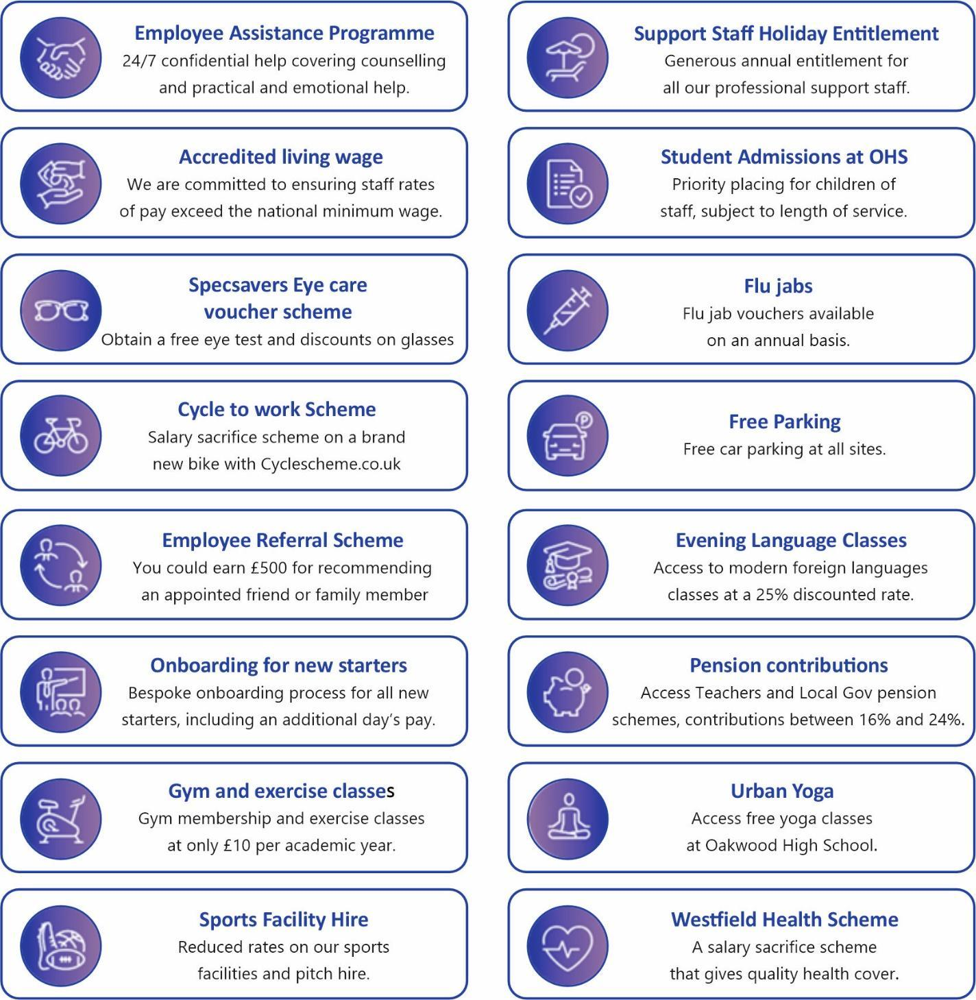 Employee Assistance Programme
24/7 confidential help covering counselling
and practical and emotional help.
Support Staff Holiday Entitlement
Generous annual entitlement for
all our professional support staff.
Accredited living wage
We are committed to ensuring staff rates
of pay exceed the national minimum wage.
Student Admissions at OHS
Priority placing for children of
staff, subject to length of service.
Specsavers Eye care
voucher scheme
Obtain a free eye test and discounts on glasses
Flu jabs
Flu jab vouchers available
on an annual basis.
Cycle to work Scheme
Salary sacrifice scheme on a brand
new bike with Cyclescheme.co.uk
P
Free Parking
Free car parking at all sites.
Employee Referral Scheme
You could earn £500 for recommending
an appointed friend or family member
Evening Language Classes
Access to modern foreign languages
classes at a 25% discounted rate.
Onboarding for new starters
Bespoke onboarding process for all new
starters, including an additional day’s pay.
Pension contributions
Access Teachers and Local Gov pension
schemes, contributions between 16% and 24%.
Gym and exercise classes
Gym membership and exercise classes
at only £10 per academic year.
Urban Yoga
Access free yoga classes
at Oakwood High School.
Sports Facility Hire
Reduced rates on our sports
facilities and pitch hire.
Westfield Health Scheme
A salary sacrifice scheme
that gives quality health cover.